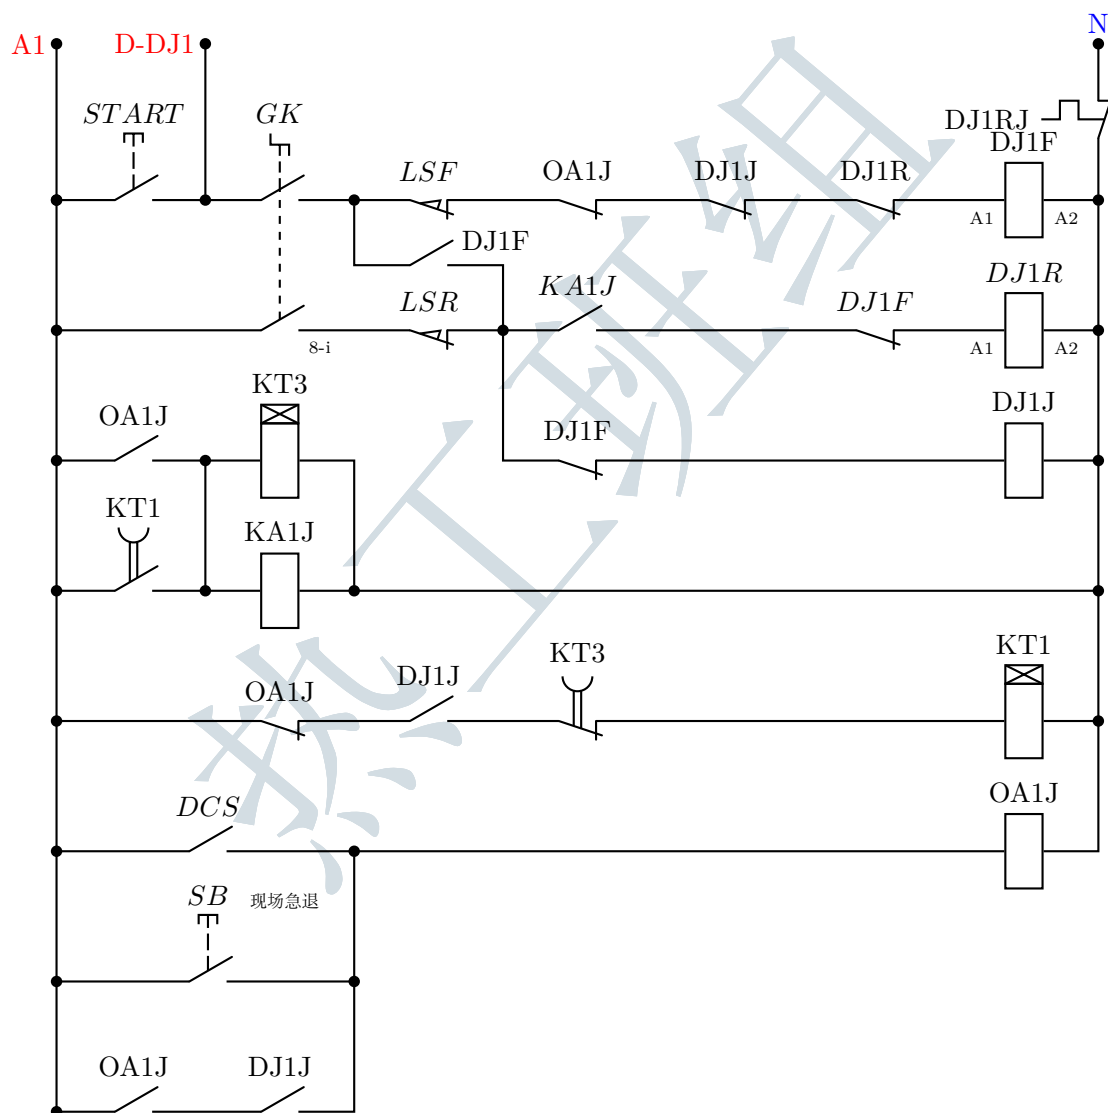 N
A1 D-DJ1
START GK
DJ1RJ
DJ1F
LSF OA1J DJ1J DJ1R
A1 A2
DJ1F
DJ1R
LSR KA1J DJ1F
8-i A1 A2
KT3
DJ1J
OA1J
DJ1F
KT1
KA1J
KT1
KT3
OA1J DJ1J
OA1J
DCS
SB 现场急退
OA1J DJ1J
热工班组